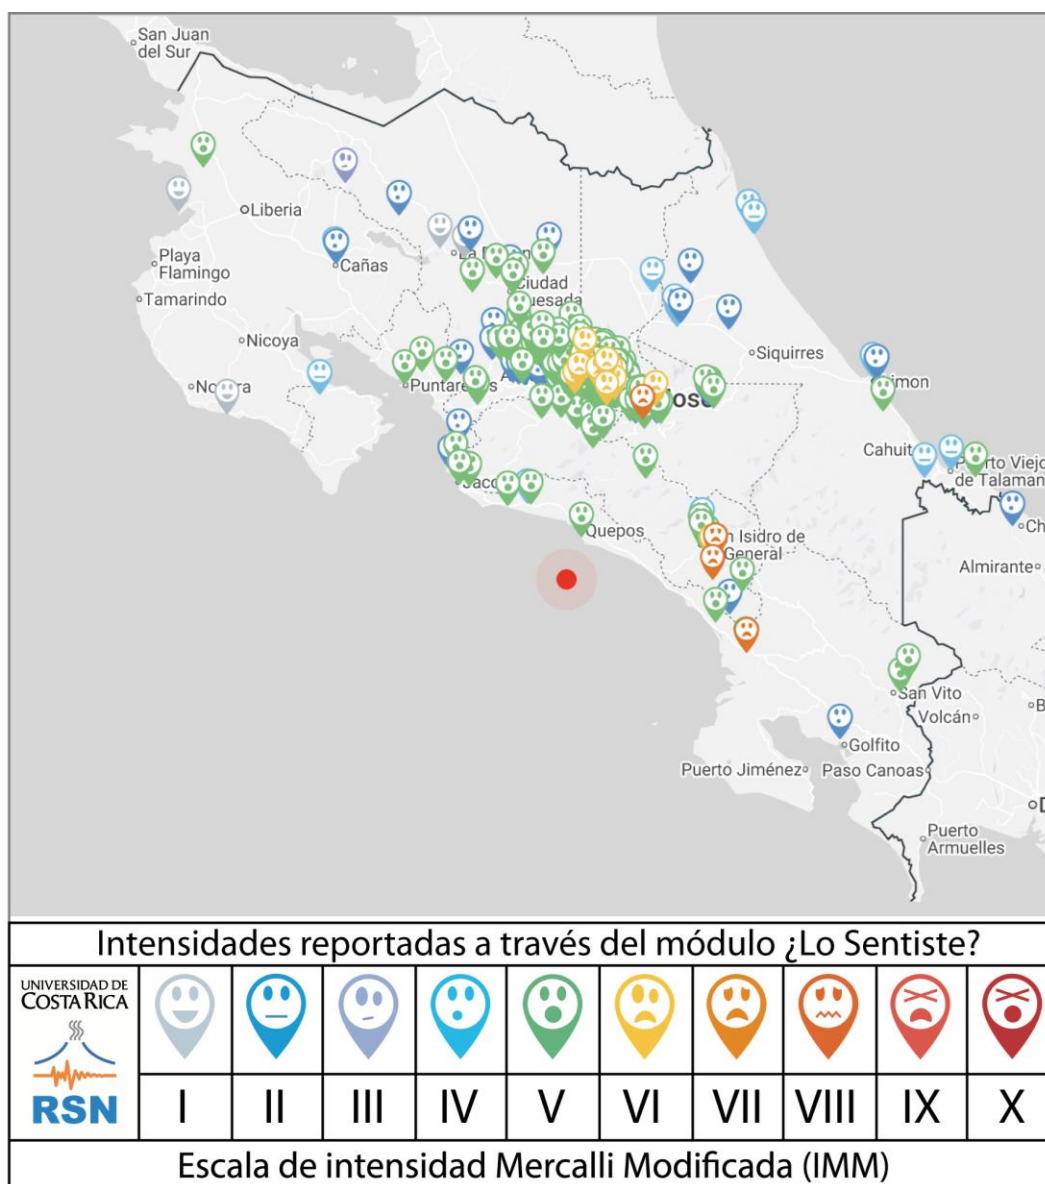 San Juan
del Sur
Liberia
Playa
Flamingo
Cañas
Ciudad
Tamarindo
Nicoya
Siquirres
Cahuit
Puerto Viejo
de Talaman
Quepos
n Isidro de
General
Almirante
San Vito
Volcán
Golfito
Puerto Jiménez
Paso Canoas
Puerto
Armuelles
Intensidades reportadas a través del módulo ¿Lo Sentiste?
UNIVERSIDAD DE
COSTA RICA
RSN
I II III IV V VI VII VIII IX X
Escala de intensidad Mercalli Modificada (IMM)